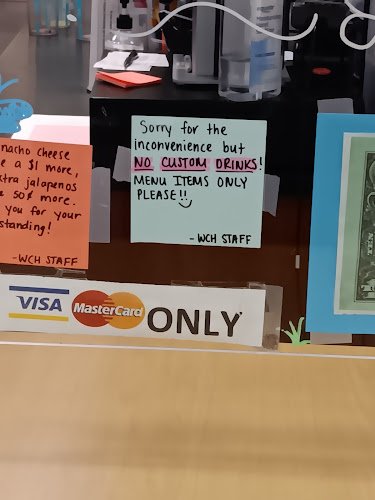 nacho cheese
a $1 more,
jalapenos
50¢ more.
you for your
standing!
-WCH STAFF
Sorry for the
inconvenience but
NO CUSTOM DRINKS!
MENU ITEMS ONLY
PLEASE!!
-WCH STAFF
VISA MasterCard ONLY